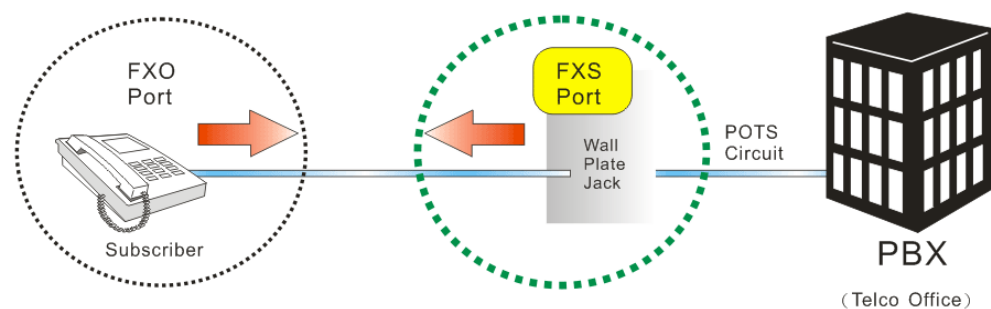 FXO
Port
Subscriber
FXS
Port
Wall
Plate
Jack
POTS
Circuit
PBX
(Telco Office)